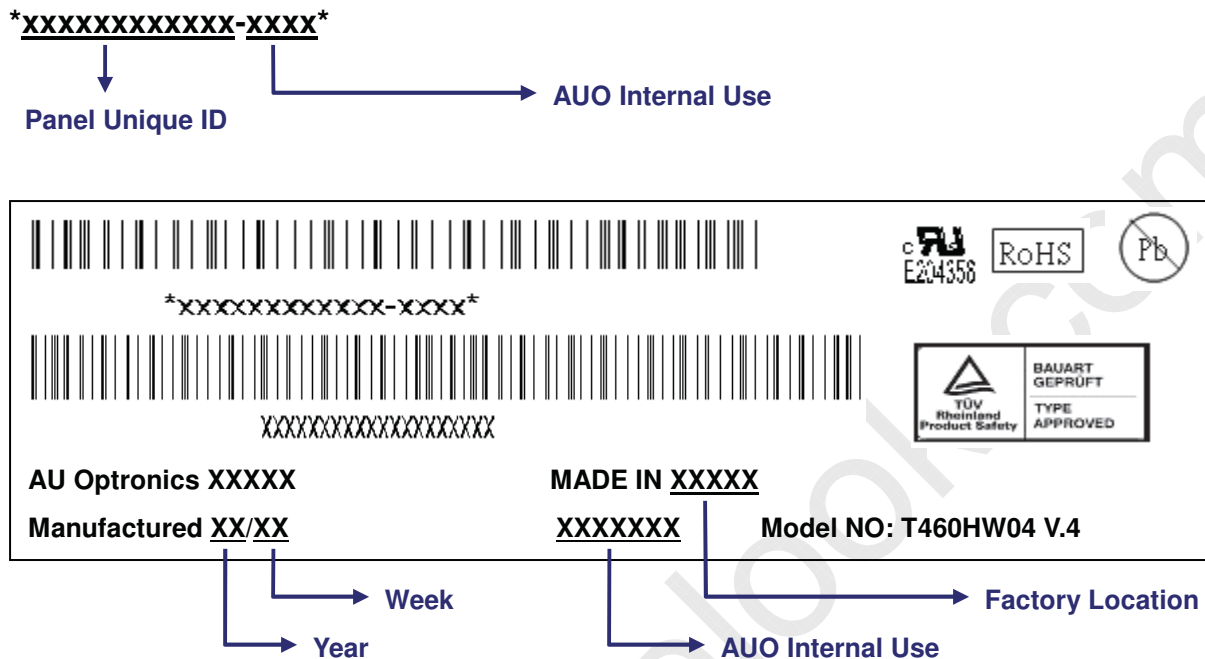 *xxxxxxxxxxxx-xxxx*
AUO Internal Use
Panel Unique ID
*xxxxxxxxxxxx-xxxx*
E204356
RoHS
Pb
XXXXXXXXXXXXXXXXXXXX
TÜV
Rheinland
Product Safety
BAUART
GEPRÜFT
TYPE
APPROVED
AU Optronics XXXXX
MADE IN XXXXX
Manufactured XX/XX
XXXXXXX
Model NO: T460HW04 V.4
Week
Factory Location
Year
AUO Internal Use